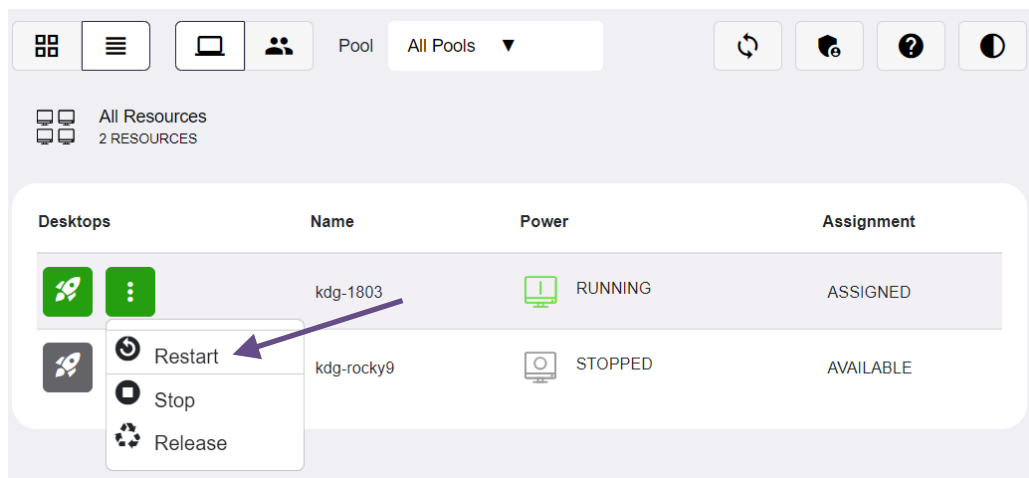 Pool All Pools
All Resources
2 RESOURCES
Desktops Name Power Assignment
kdg-1803 RUNNING ASSIGNED
Restart
kdg-rocky9 STOPPED AVAILABLE
Stop
Release